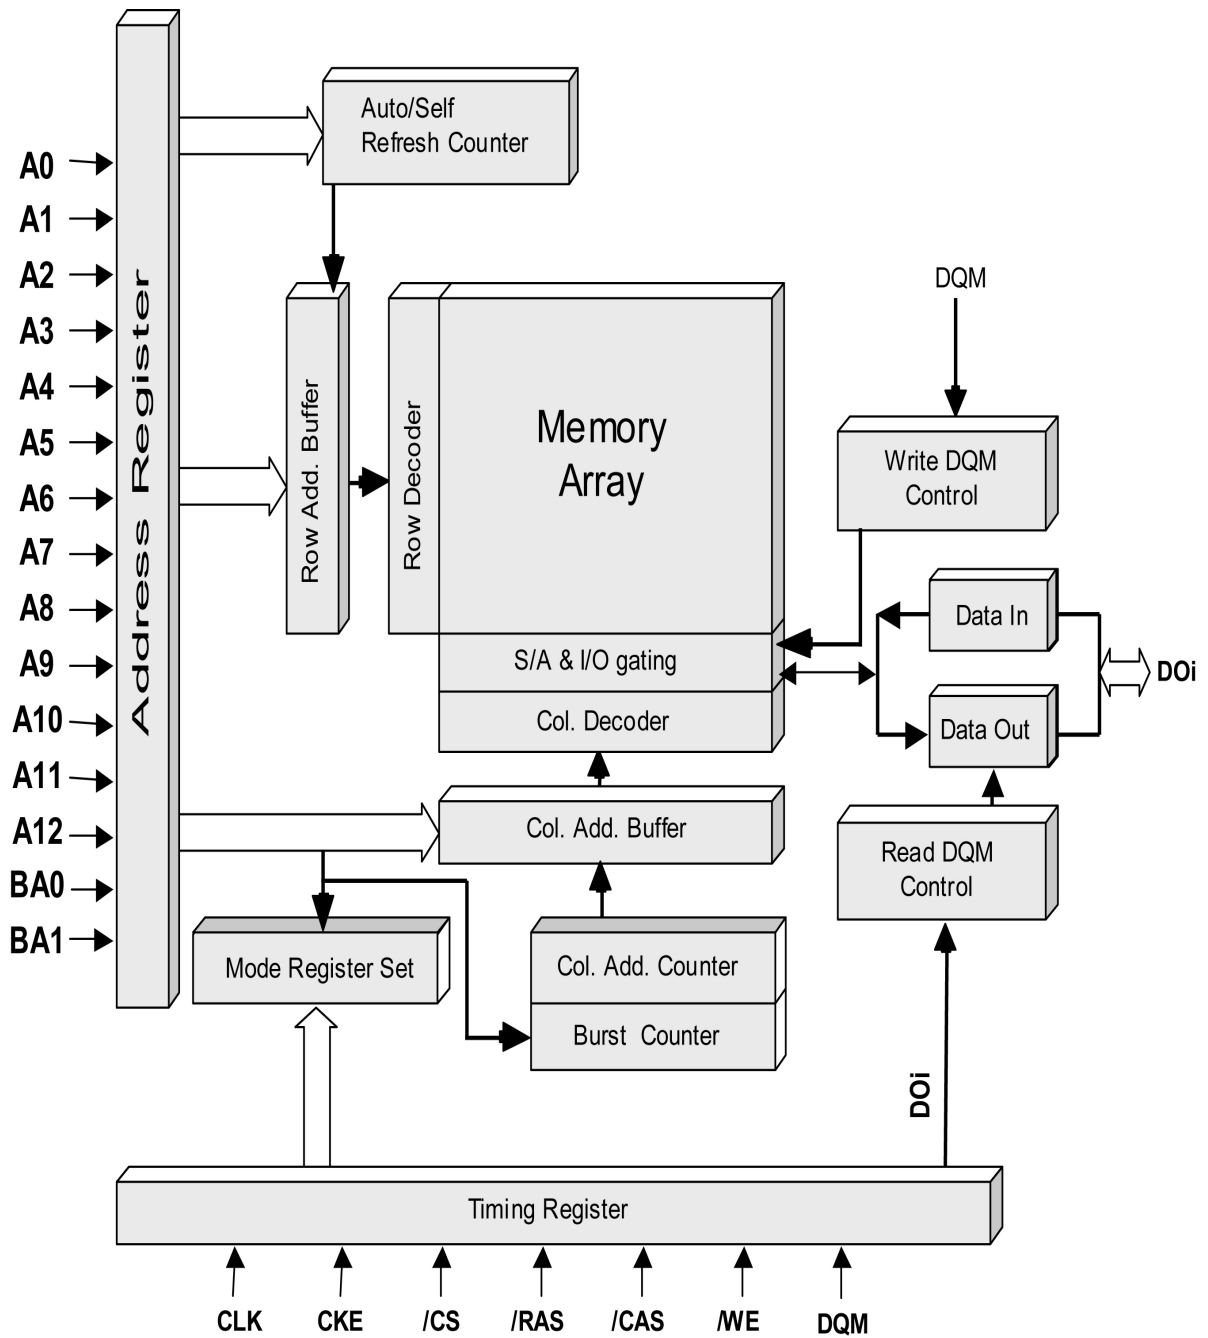 Auto/Self
Refresh Counter
A0
A1
A2
A3
A4
A5
A6
A7
A8
A9
A10
A11
A12
BA0
BA1
Address Register
Row Add. Buffer
Row Decoder
Memory
Array
S/A & I/O gating
Col. Decoder
Col. Add. Buffer
Mode Register Set
Col. Add. Counter
Burst Counter
DQM
Write DQM
Control
Data In
DOi
Data Out
Read DQM
Control
DOi
Timing Register
CLK
CKE
/CS
/RAS
/CAS
/WE
DQM